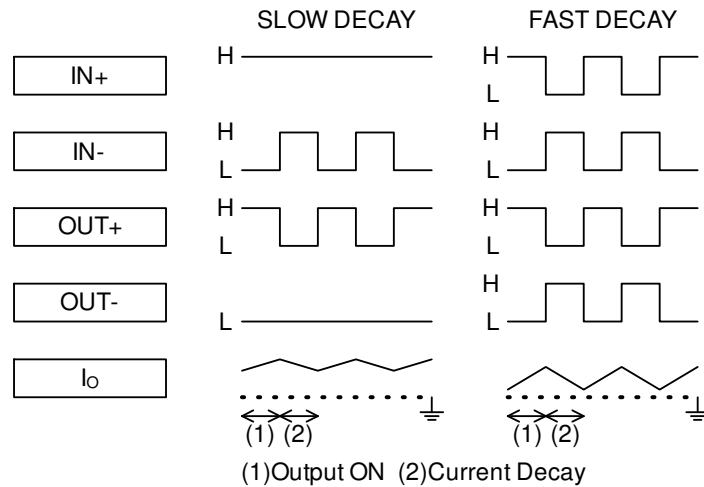 SLOW DECAY FAST DECAY
IN+ H H
L
IN- H H
L L
OUT+ H H
L L
OUT- H
L L
IO
(1) (2) (1) (2)
(1)Output ON (2)Current Decay